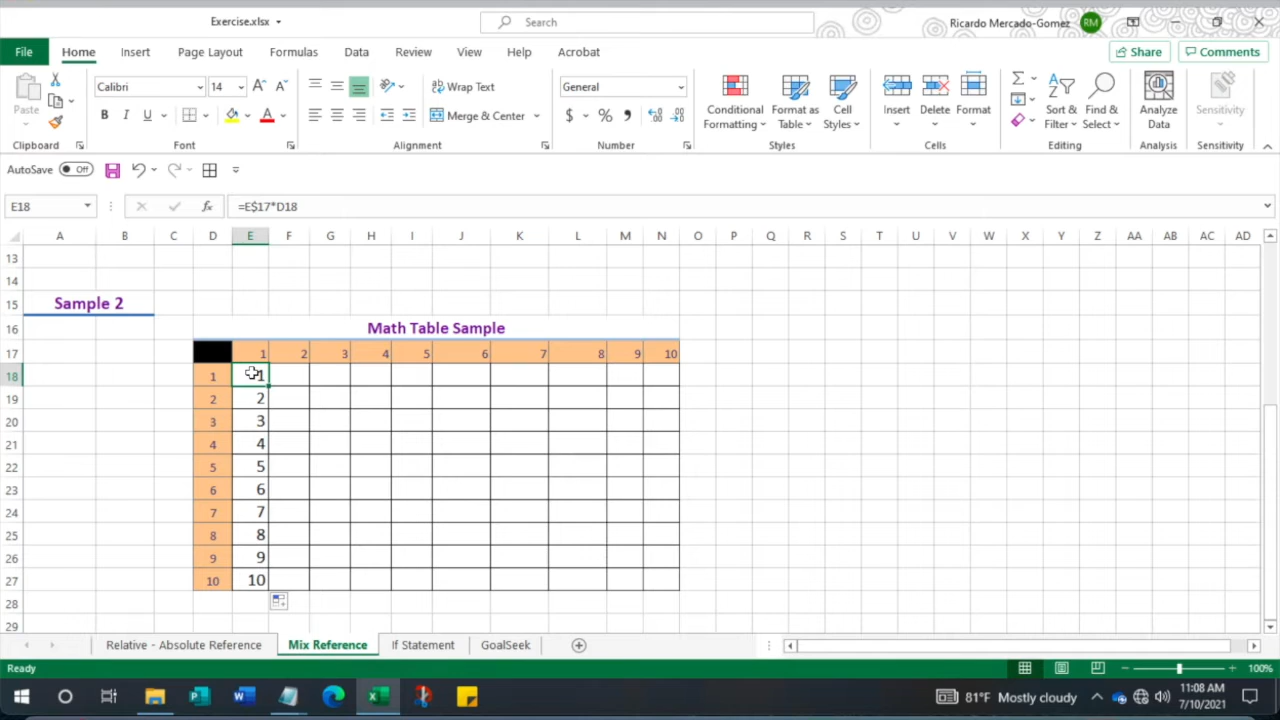 Exercise.xlsx
Search
Ricardo Mercado-Gomez RM
File Home Insert Page Layout Formulas Data Review View Help Acrobat Share Comments
Paste Calibri 14 Wrap Text General Conditional Formatting Format as Table Cell Styles Insert Delete Format Sort & Filter Find & Select Analyze Data Sensitivity
B I U A Merge & Center $ % 9
Clipboard Font Alignment Number Styles Cells Editing Analysis Sensitivity
AutoSave Off
E18 fx =E$17*D18
A B C D E F G H I J K L M N O P Q R S T U V W X Y Z AA AB AC AD
13
14
15 Sample 2
16 Math Table Sample
17 1 2 3 4 5 6 7 8 9 10
18 1 1
19 2 2
20 3 3
21 4 4
22 5 5
23 6 6
24 7 7
25 8 8
26 9 9
27 10 10
28
29
Relative - Absolute Reference Mix Reference If Statement GoalSeek
Ready 100%
81°F Mostly cloudy 11:08 AM
7/10/2021